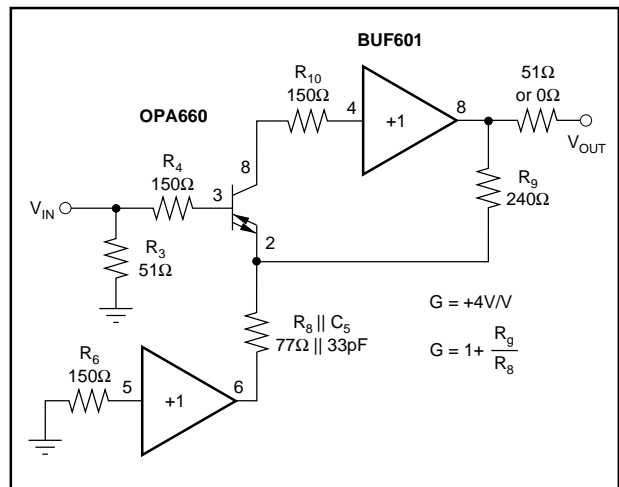 BUF601
R10
150Ω
51Ω
or 0Ω
OPA660
4
+1
8
VOUT
8
R4
150Ω
3
R9
240Ω
VIN
2
R3
51Ω
G = +4V/V
R8 || C5
77Ω || 33pF
G = 1+ Rg
R8
R6
150Ω
5
+1
6